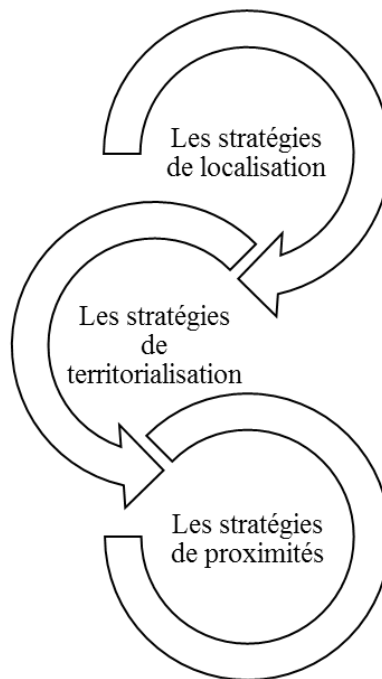 Les stratégies
de localisation
Les stratégies
de
territorialisation
Les stratégies
de proximités